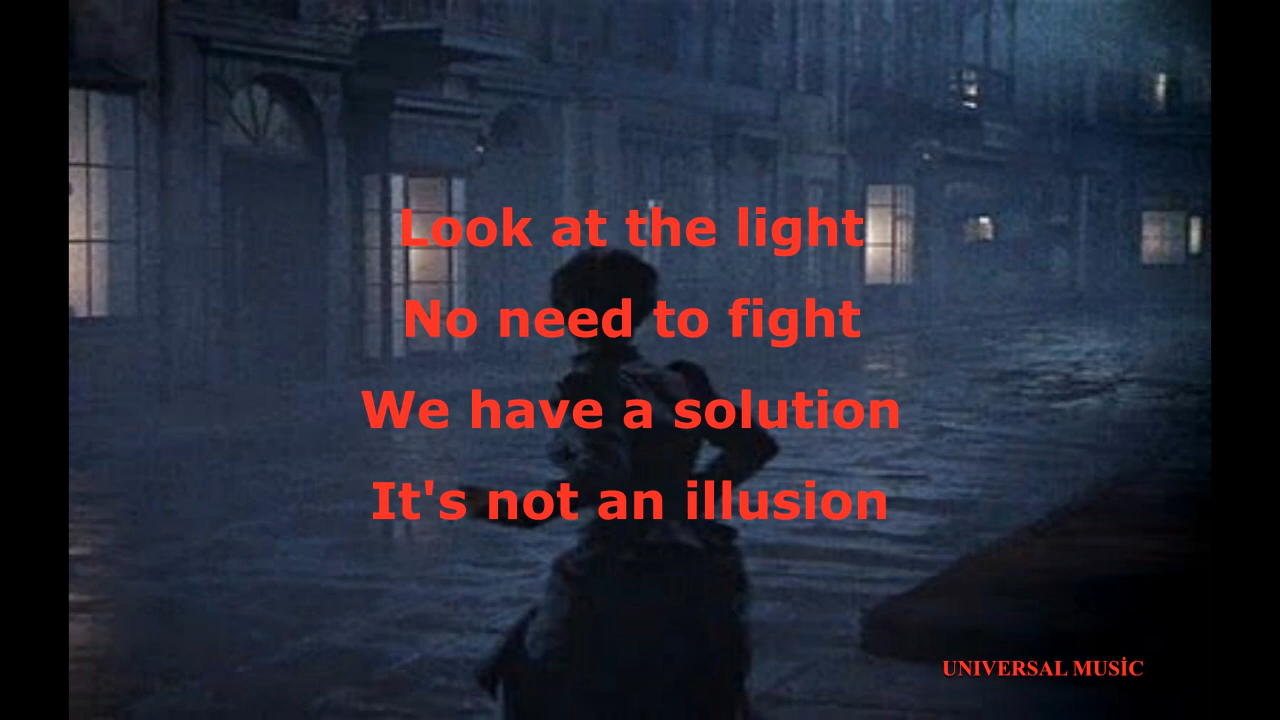 Look at the light
No need to fight
We have a solution
It's not an illusion
UNIVERSAL MUSİC